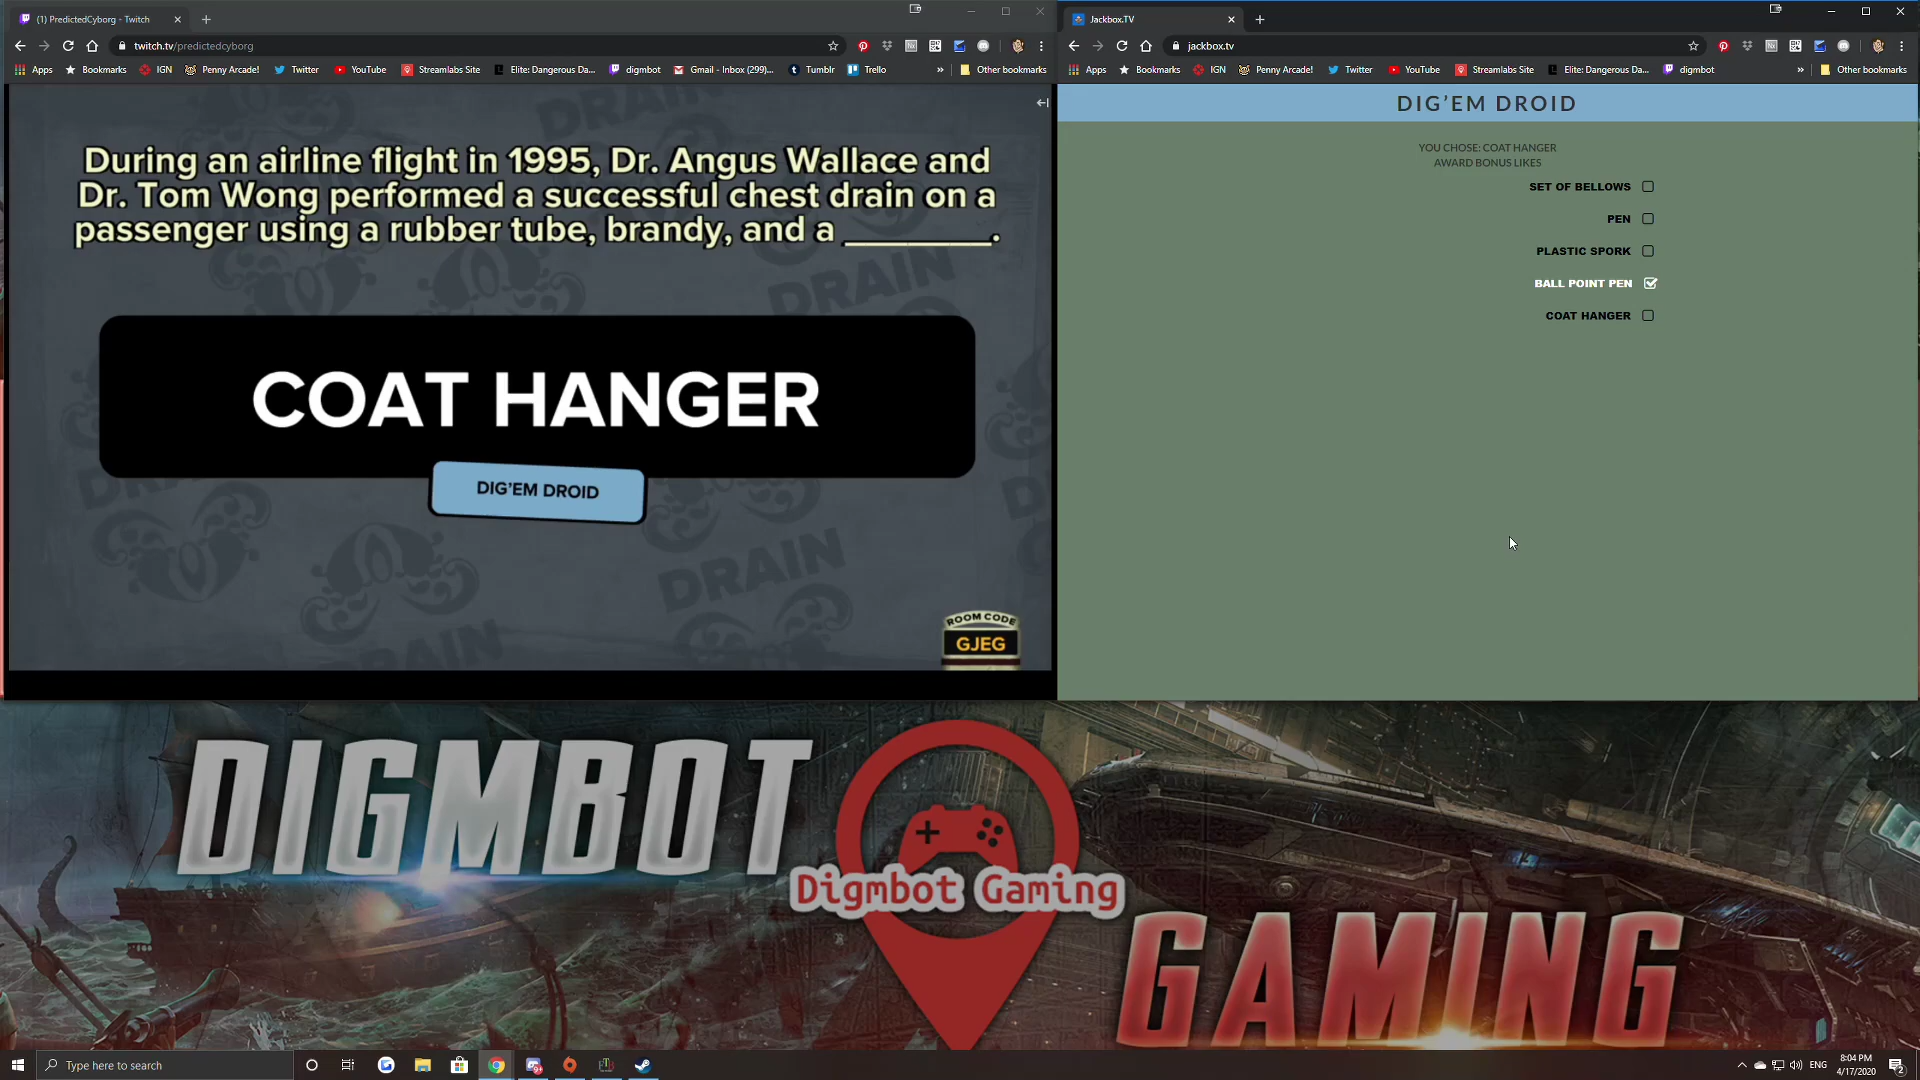 (1) PredictedCyborg - Twitch
twitch.tv/predictedcyborg
Apps Bookmarks IGN Penny Arcade! Twitter YouTube Streamlabs Site Elite: Dangerous Da... digmbot Gmail - Inbox (299)... Tumblr Trello » Other bookmarks
During an airline flight in 1995, Dr. Angus Wallace and
Dr. Tom Wong performed a successful chest drain on a
passenger using a rubber tube, brandy, and a ________.
COAT HANGER
DIG'EM DROID
DRAIN
DRAIN
DRAIN
DRAIN
ROOM CODE
GJEG
Jackbox.TV
jackbox.tv
Apps Bookmarks IGN Penny Arcade! Twitter YouTube Streamlabs Site Elite: Dangerous Da... digmbot » Other bookmarks
DIG'EM DROID
YOU CHOSE: COAT HANGER
AWARD BONUS LIKES
SET OF BELLOWS
PEN
PLASTIC SPORK
BALL POINT PEN
COAT HANGER
DIGMBOT
Digmbot Gaming
GAMING
Type here to search
9+
ENG
8:04 PM
4/17/2020
2